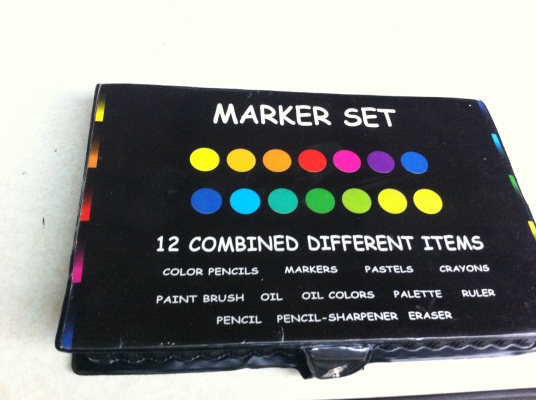 MARKER SET
12 COMBINED DIFFERENT ITEMS
COLOR PENCILS MARKERS PASTELS CRAYONS
PAINT BRUSH OIL OIL COLORS PALETTE RULER
PENCIL PENCIL-SHARPENER ERASER